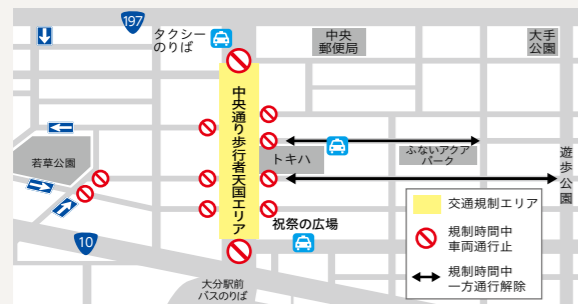 197
タクシー
のりば
中央
郵便局
大手
公園
中央通り歩行者天国エリア
若草公園
トキハ
ふないアクア
パーク
遊歩公園
祝祭の広場
10
大分駅前
バスのりば
交通規制エリア
規制時間中
車両通行止
規制時間中
一方通行解除